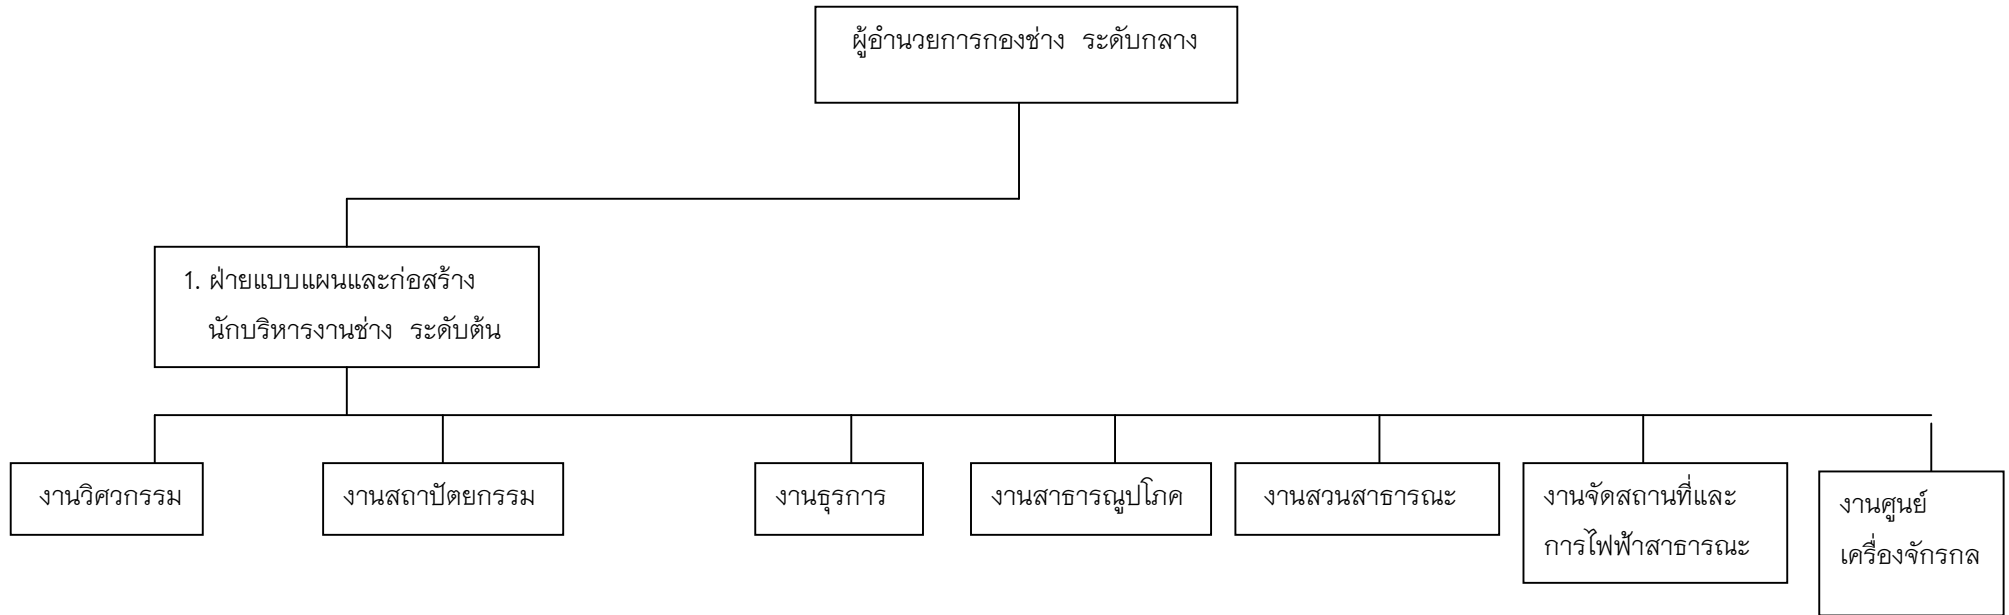 ผู้อำนวยการกองช่าง ระดับกลาง
1. ฝ่ายแบบแผนและก่อสร้าง
นักบริหารงานช่าง ระดับต้น
งานวิศวกรรม
งานสถาปัตยกรรม
งานธุรการ
งานสาธารณูปโภค
งานสวนสาธารณะ
งานจัดสถานที่และ
การไฟฟ้าสาธารณะ
งานศูนย์
เครื่องจักรกล